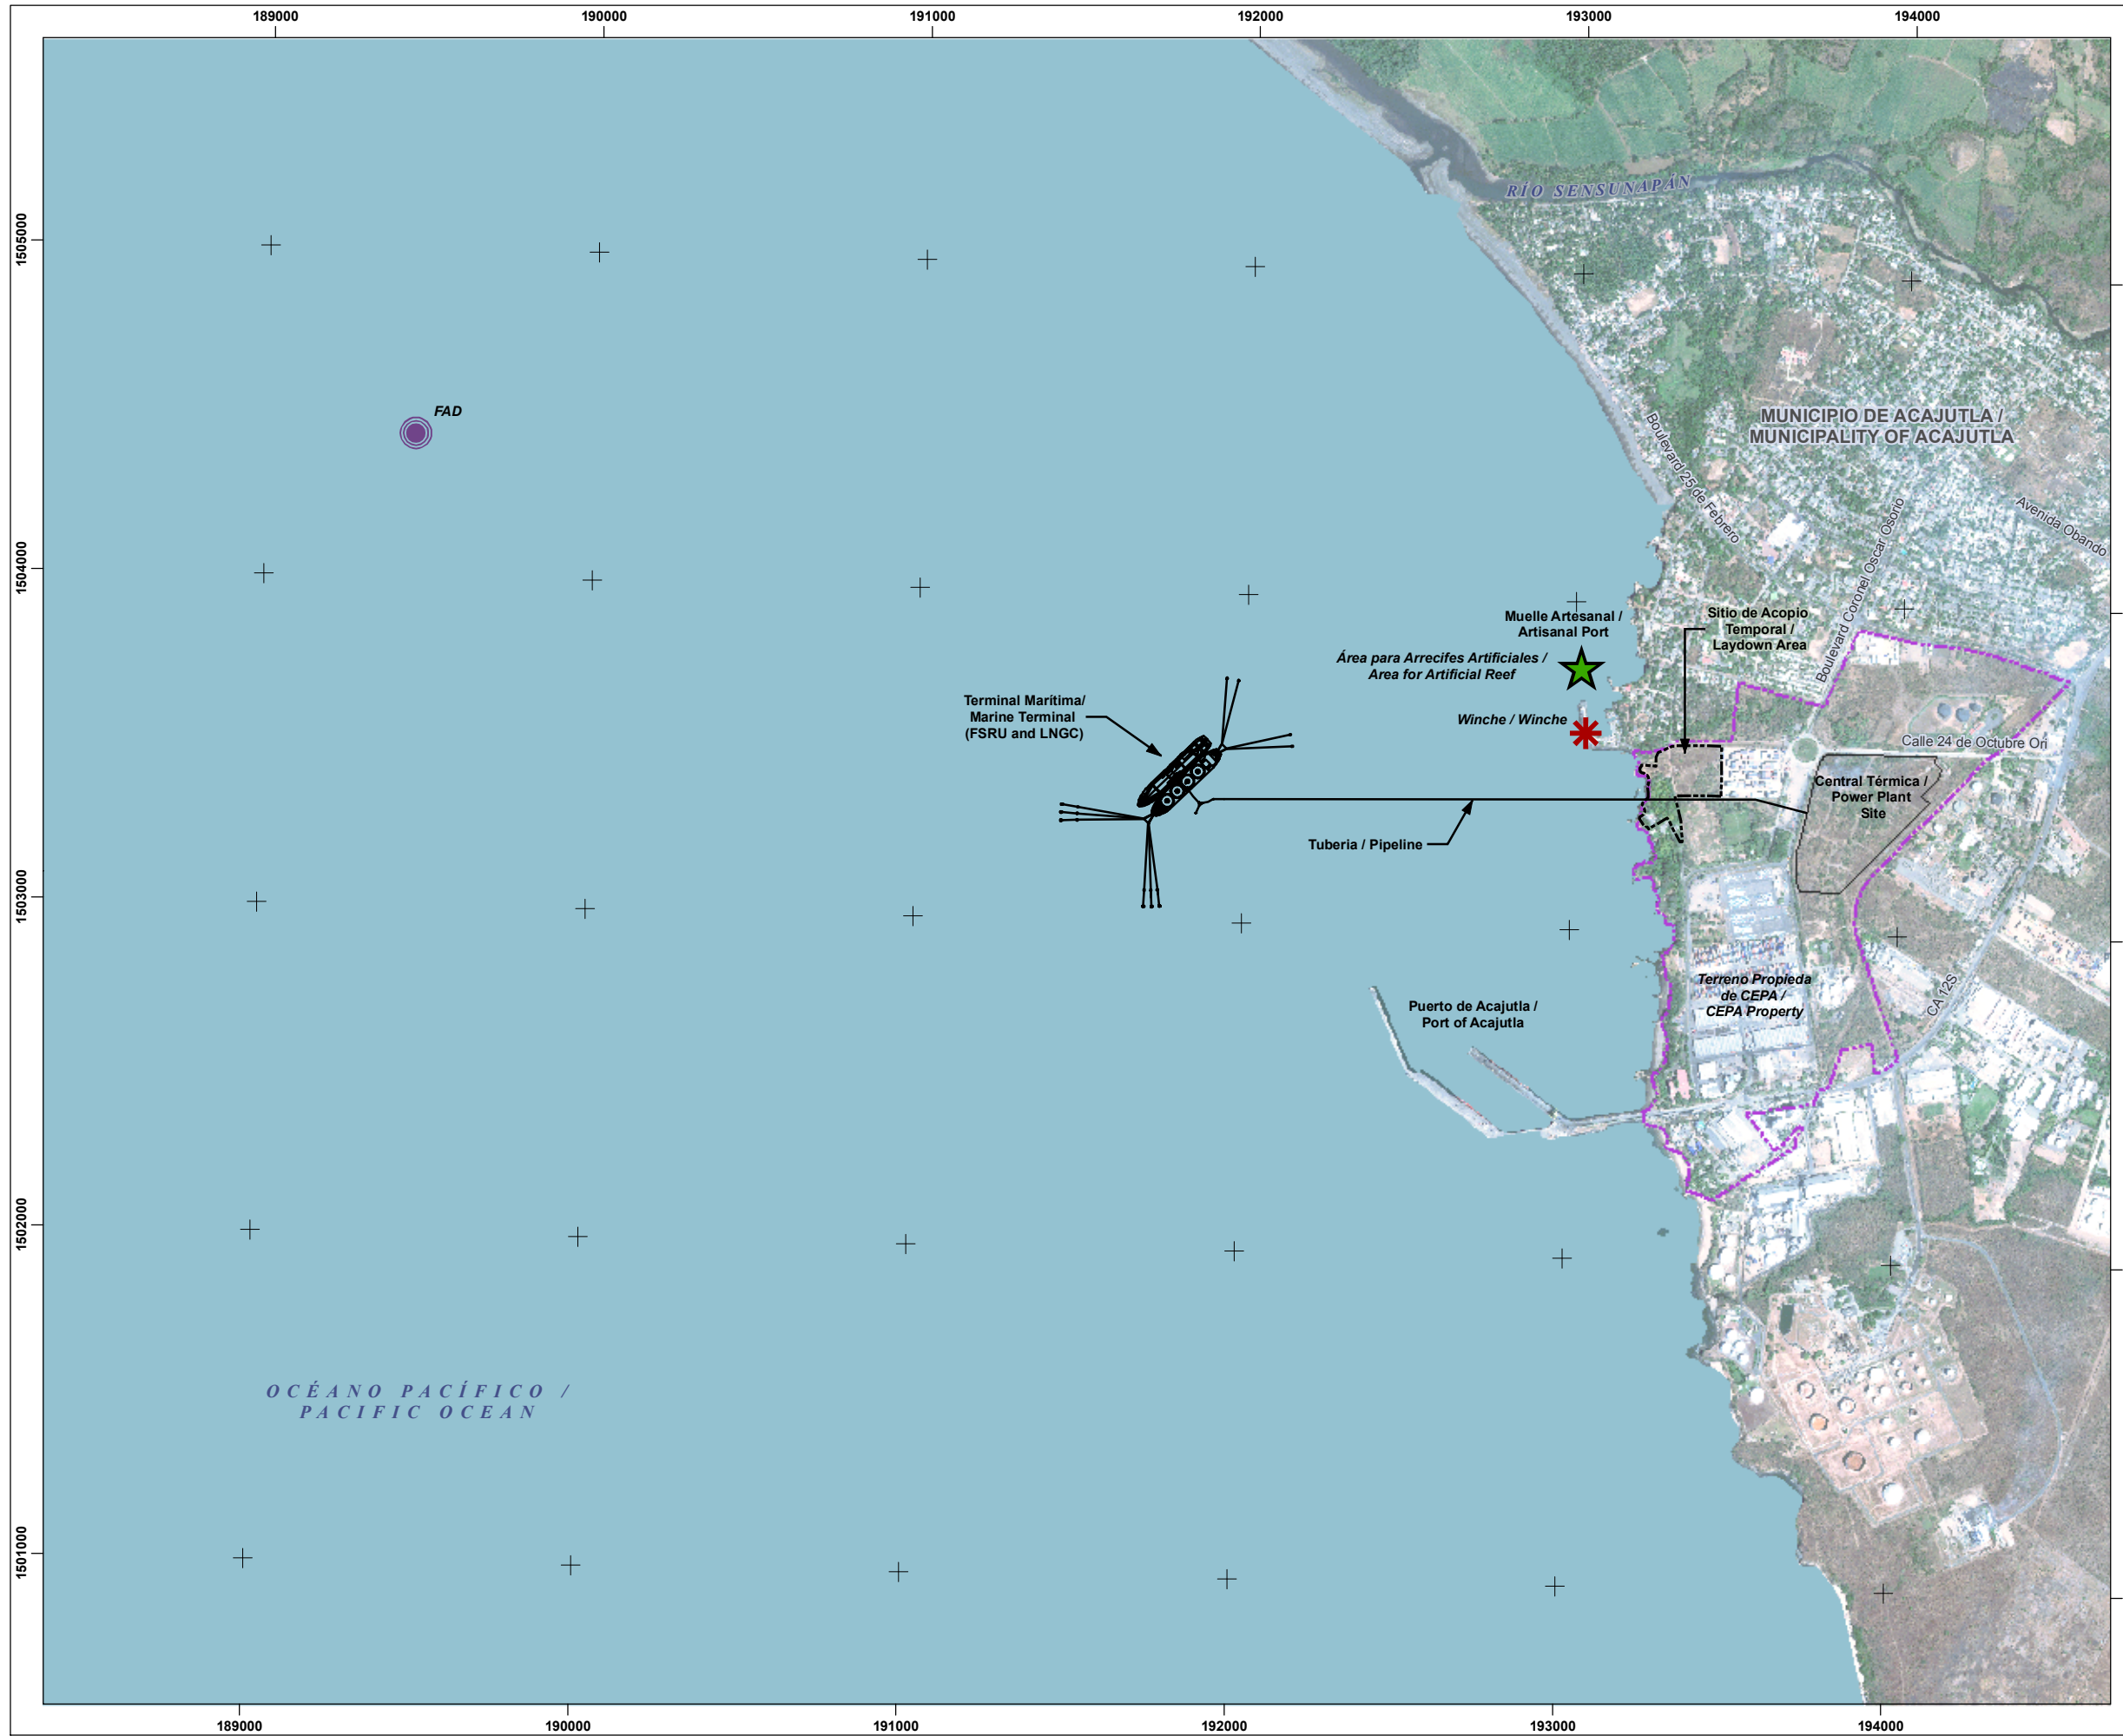 189000
190000
191000
192000
193000
194000
1505000
1504000
1503000
1502000
1501000
RÍO SENSUNAPÁN
FAD
MUNICIPIO DE ACAJUTLA /
MUNICIPALITY OF ACAJUTLA
Boulevard 25 de Febrero
Avenida Obando
Boulevard Coronel Oscar Osorio
Muelle Artesanal /
Artisanal Port
Sitio de Acopio
Temporal /
Laydown Area
Área para Arrecifes Artificiales /
Area for Artificial Reef
Terminal Marítima/
Marine Terminal
(FSRU and LNGC)
Winche / Winche
Calle 24 de Octubre Ori
Central Térmica /
Power Plant
Site
Tuberia / Pipeline
Terreno Propieda
de CEPA /
CEPA Property
CA 12S
Puerto de Acajutla /
Port of Acajutla
OCÉANO PACÍFICO /
PACIFIC OCEAN
189000
190000
191000
192000
193000
194000